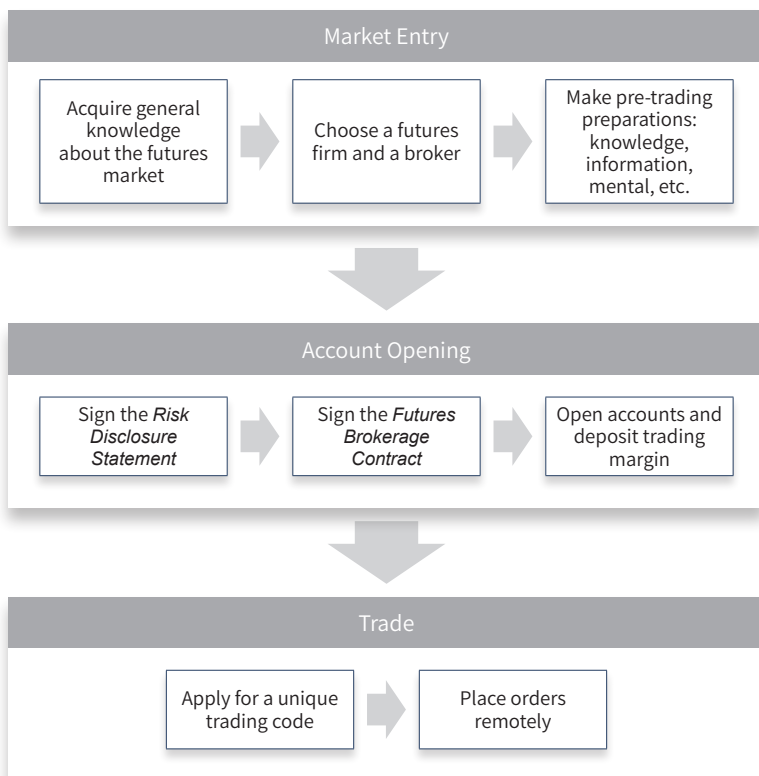 Market Entry
Acquire general
knowledge
about the futures
market
Choose a futures
firm and a broker
Make pre-trading
preparations:
knowledge,
information,
mental, etc.
Account Opening
Sign the Risk
Disclosure
Statement
Sign the Futures
Brokerage
Contract
Open accounts and
deposit trading
margin
Trade
Apply for a unique
trading code
Place orders
remotely